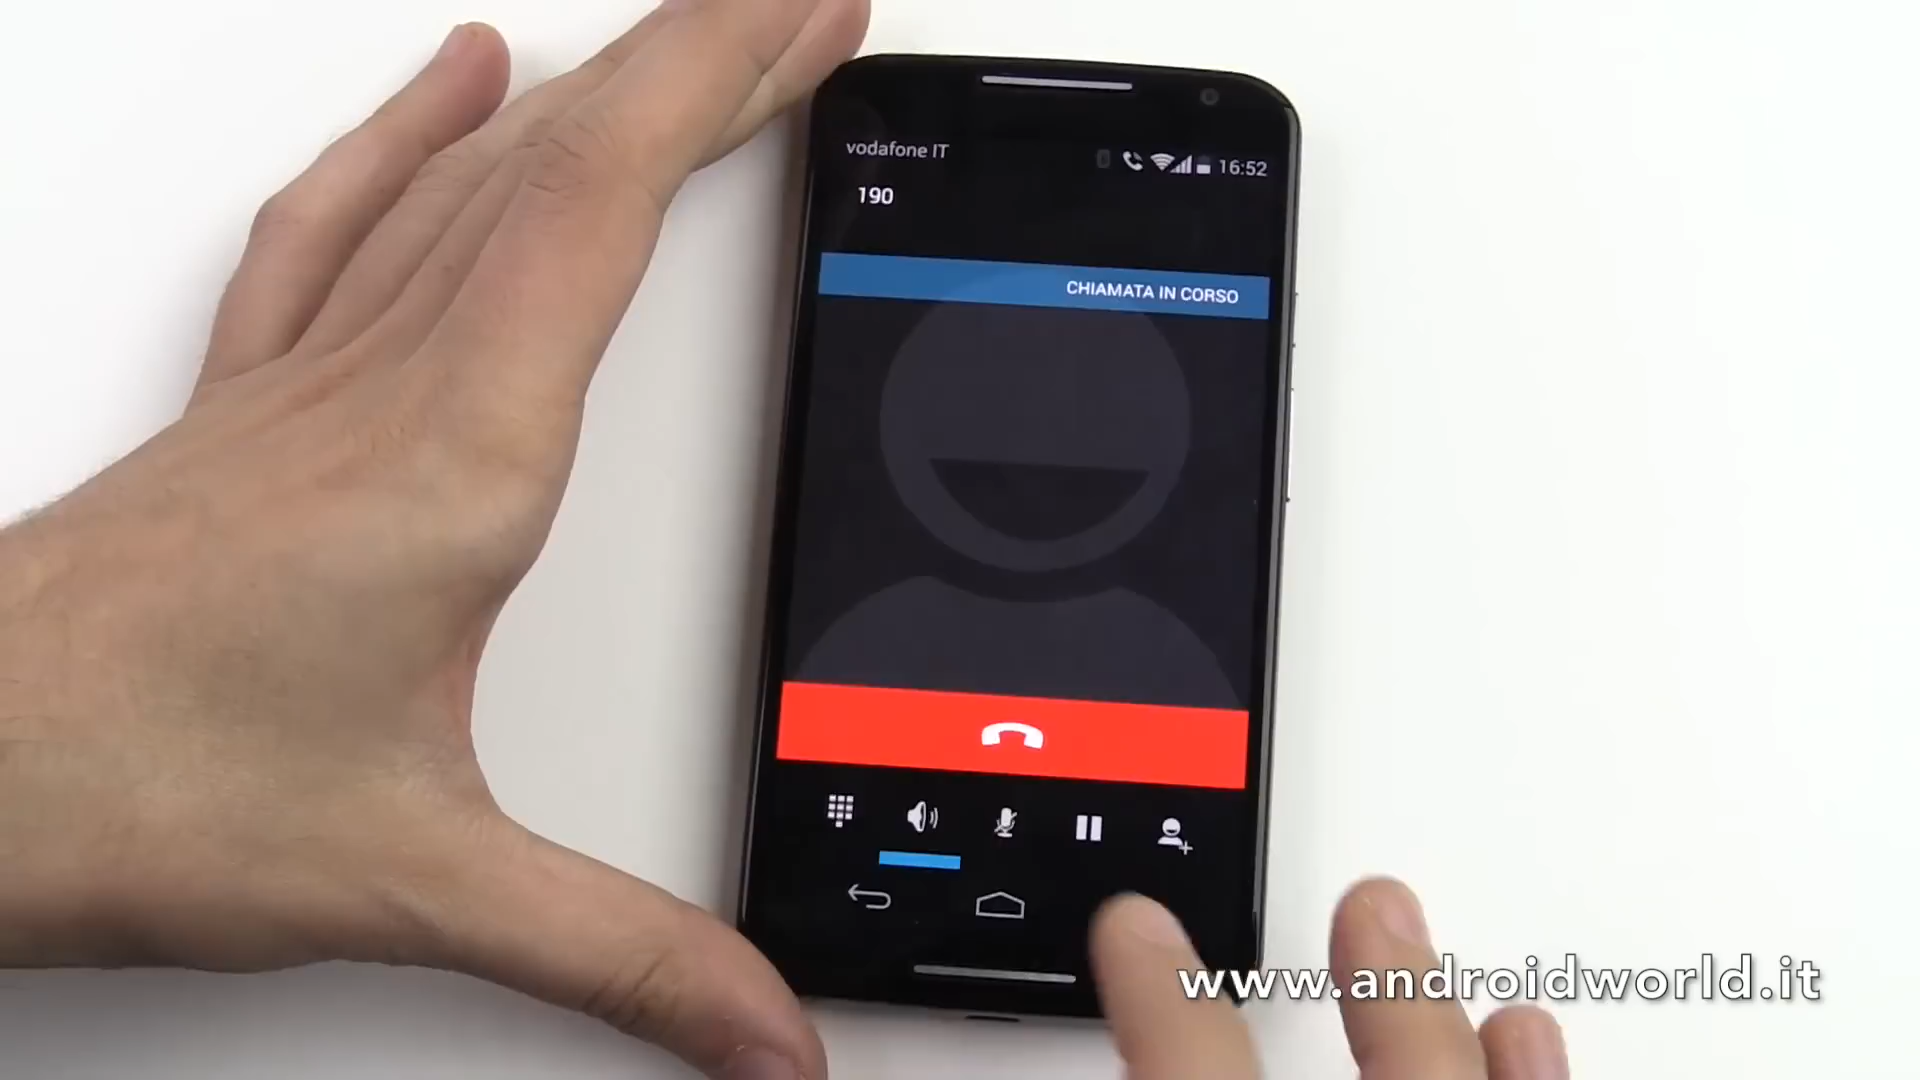 vodafone IT
16:52
190
CHIAMATA IN CORSO
www.androidworld.it